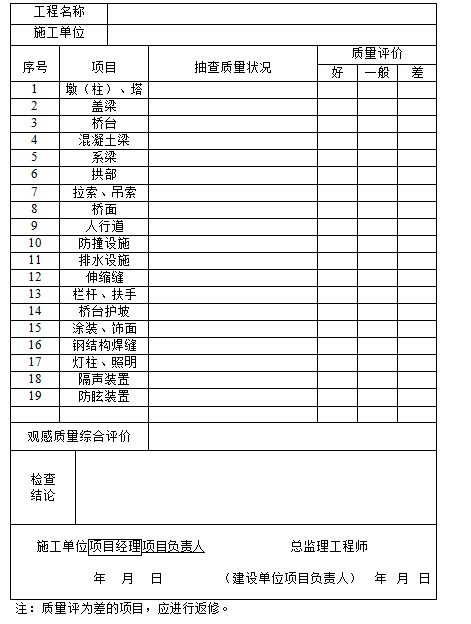 工程名称
施工单位
序号 项目 抽查质量状况 质量评价
好 一般 差
1 墩（柱）、塔
2 盖梁
3 桥台
4 混凝土梁
5 系梁
6 拱部
7 拉索、吊索
8 桥面
9 人行道
10 防撞设施
11 排水设施
12 伸缩缝
13 栏杆、扶手
14 桥台护坡
15 涂装、饰面
16 钢结构焊缝
17 灯柱、照明
18 隔声装置
19 防眩装置
观感质量综合评价
检查
结论
施工单位项目经理项目负责人 总监理工程师
年 月 日 （建设单位项目负责人） 年 月 日
注：质量评为差的项目，应进行返修。